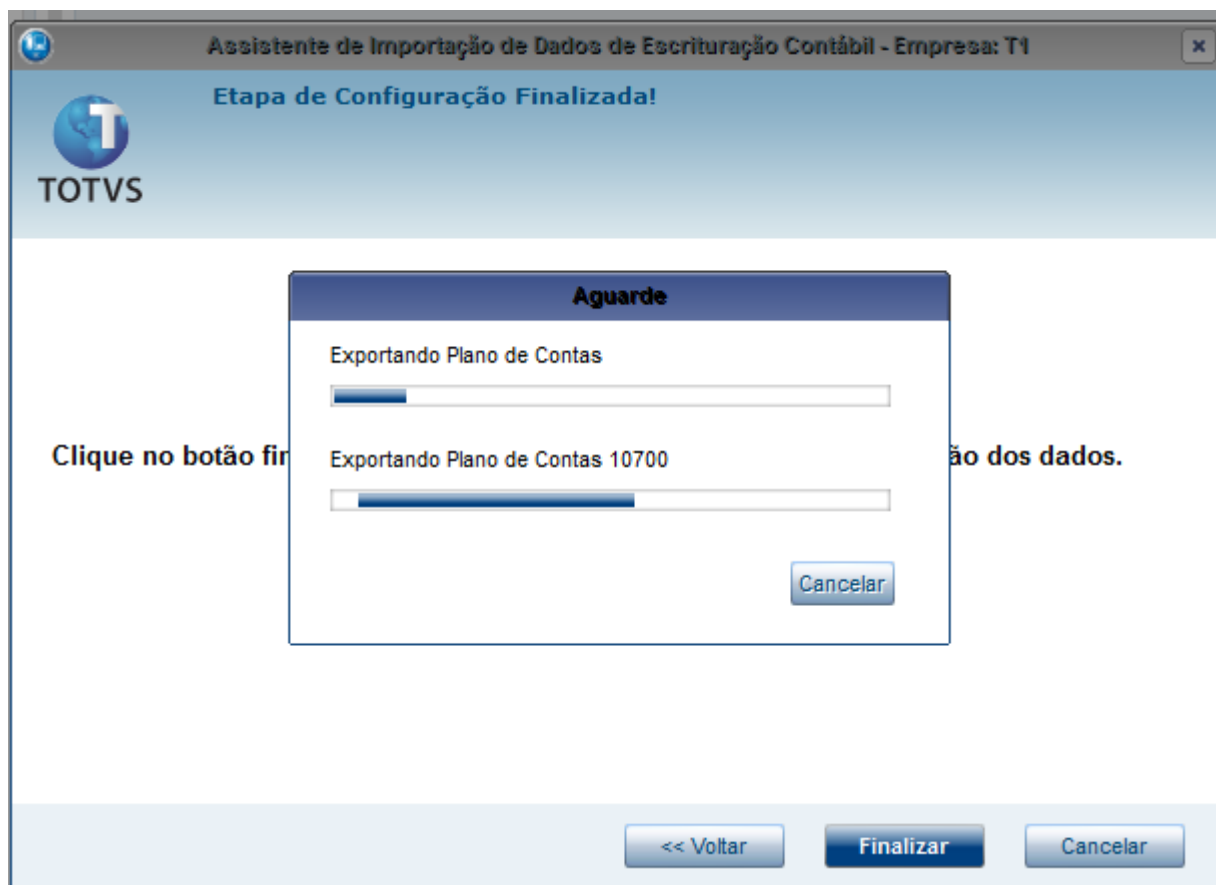 Assistente de Importação de Dados de Escrituração Contábil - Empresa: T1
Etapa de Configuração Finalizada!
TOTVS
Aguarde
Exportando Plano de Contas
Clique no botão
ão dos dados.
Exportando Plano de Contas 10700
Cancelar
<< Voltar
Finalizar
Cancelar